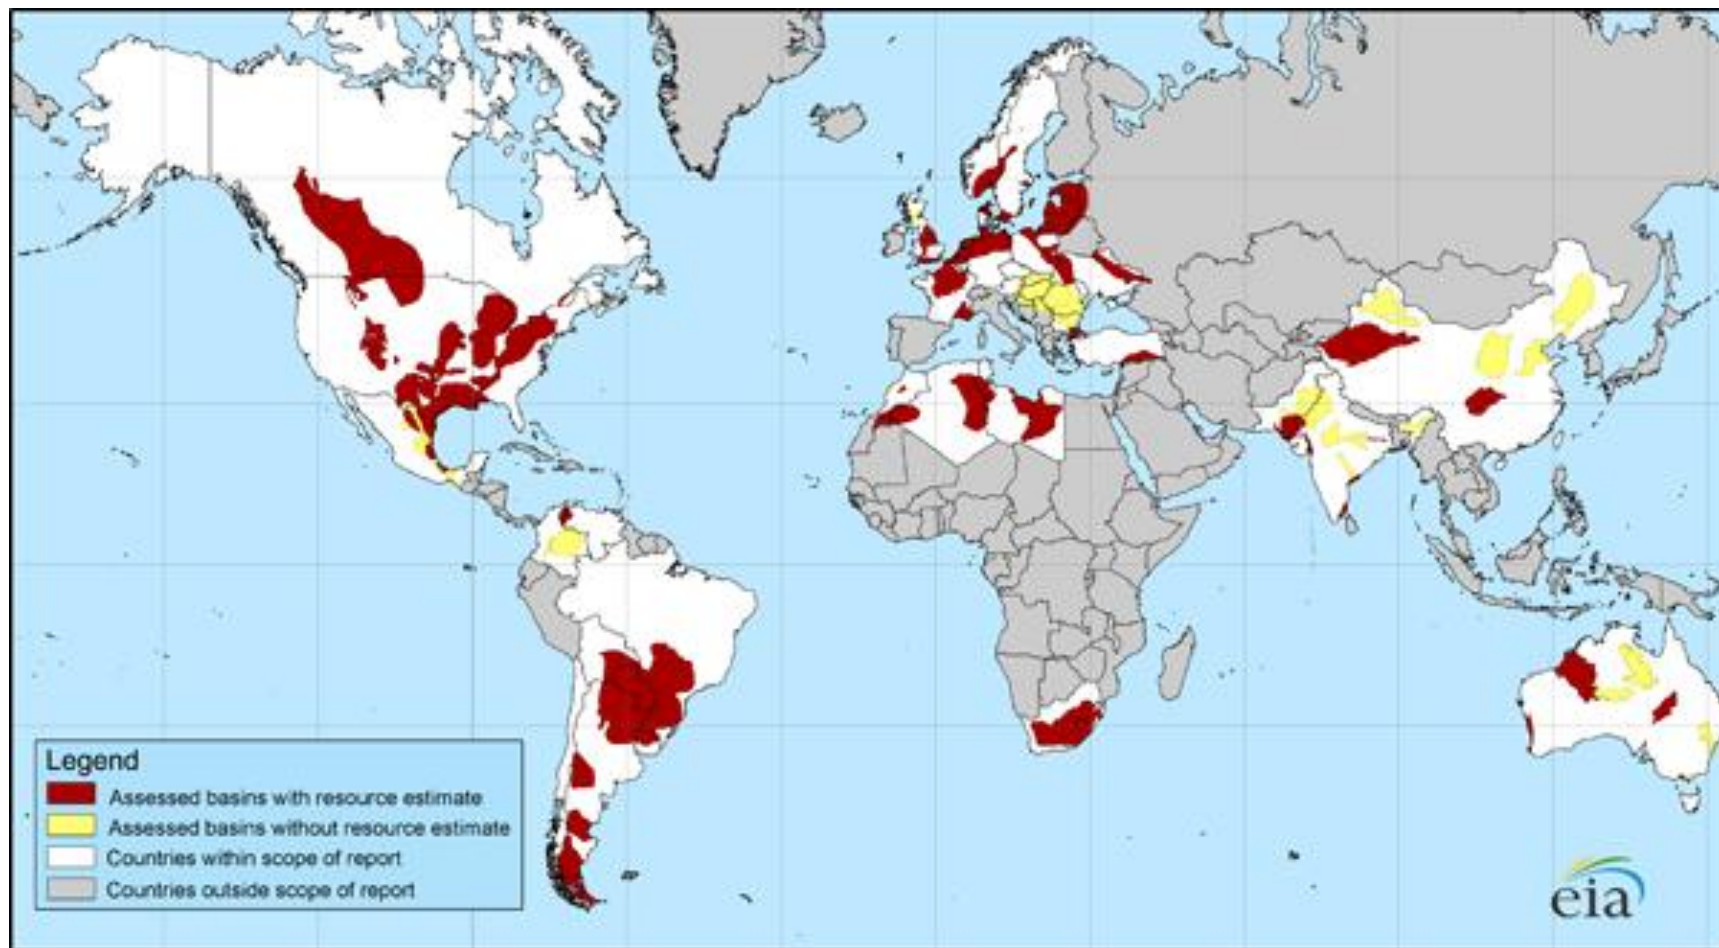 Legend
Assessed basins with resource estimate
Assessed basins without resource estimate
Countries within scope of report
Countries outside scope of report
eia